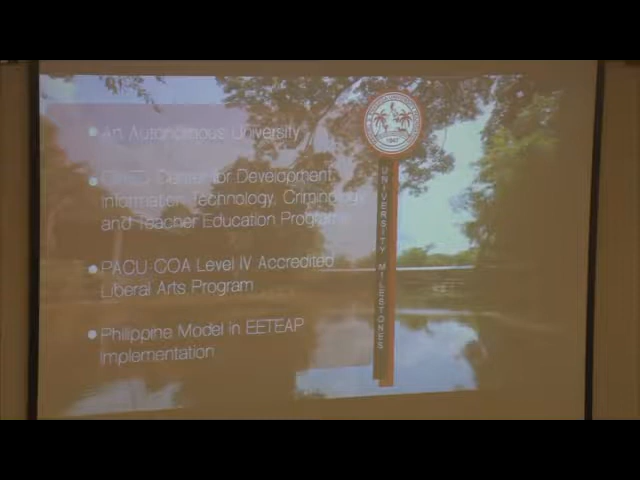 An Autonomous University
Center for Development
Information Technology, Criminology
and Teacher Education Program
PACU-COA Level IV Accredited
Liberal Arts Program
Philippine Model in EETEAP
Implementation
1947
UNIVERSITY MILESTONES